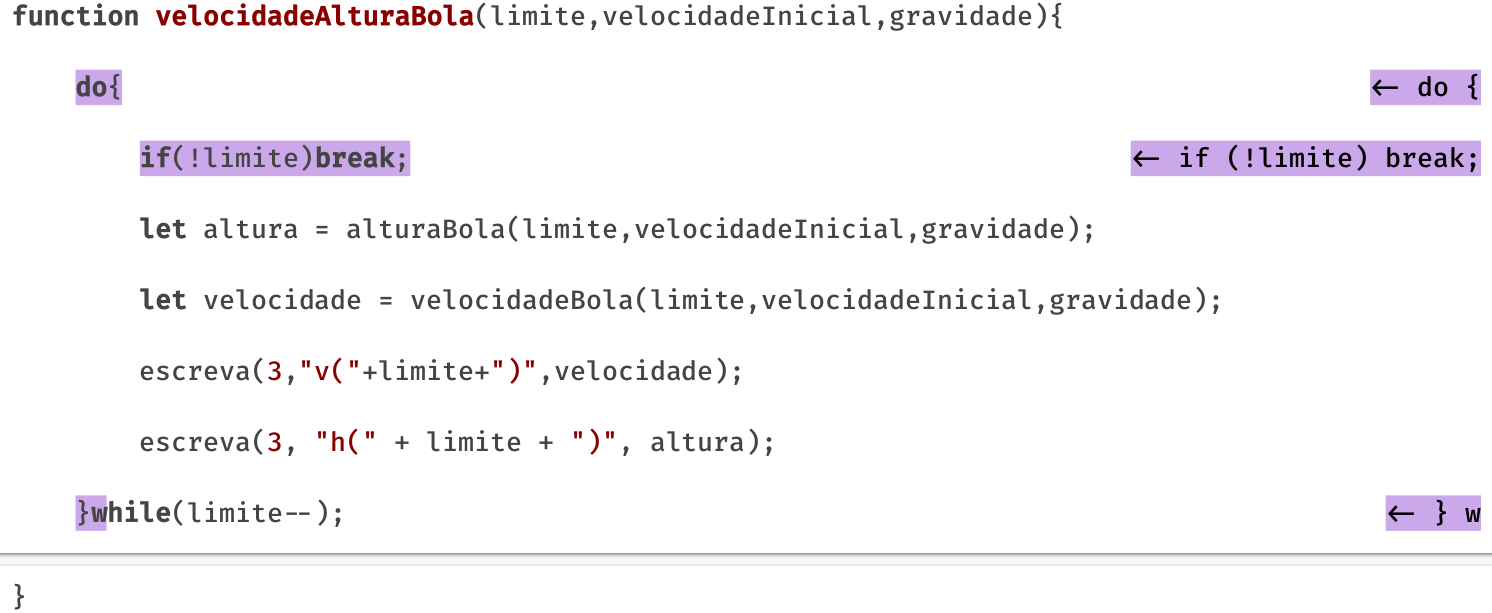 function velocidadeAlturaBola(limite,velocidadeInicial,gravidade){
do{ ← do {
if(!limite)break; ← if (!limite) break;
let altura = alturaBola(limite,velocidadeInicial,gravidade);
let velocidade = velocidadeBola(limite,velocidadeInicial,gravidade);
escreva(3,"v("+limite+")",velocidade);
escreva(3, "h(" + limite + ")", altura);
}while(limite--); ← } w
}